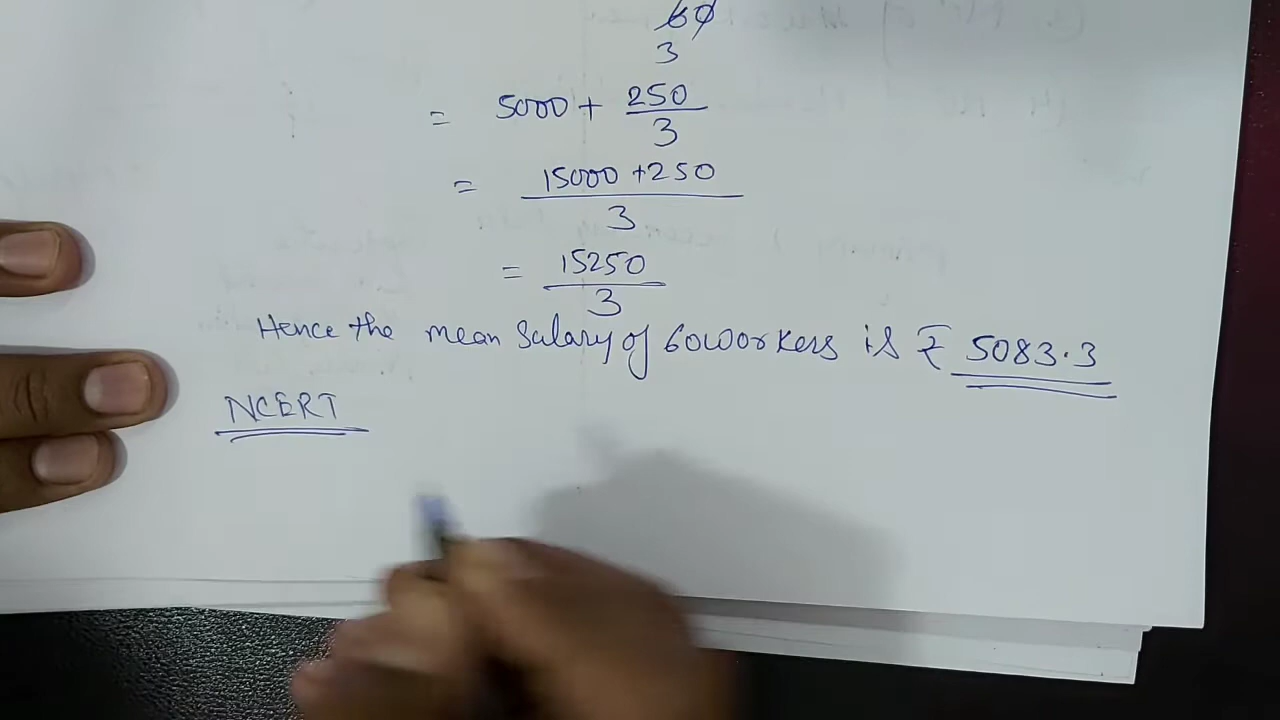 60
3
= 5000 + 250/3
= 15000 + 250/3
= 15250/3
Hence the mean salary of 60 workers is ₹ 5083.3
NCERT